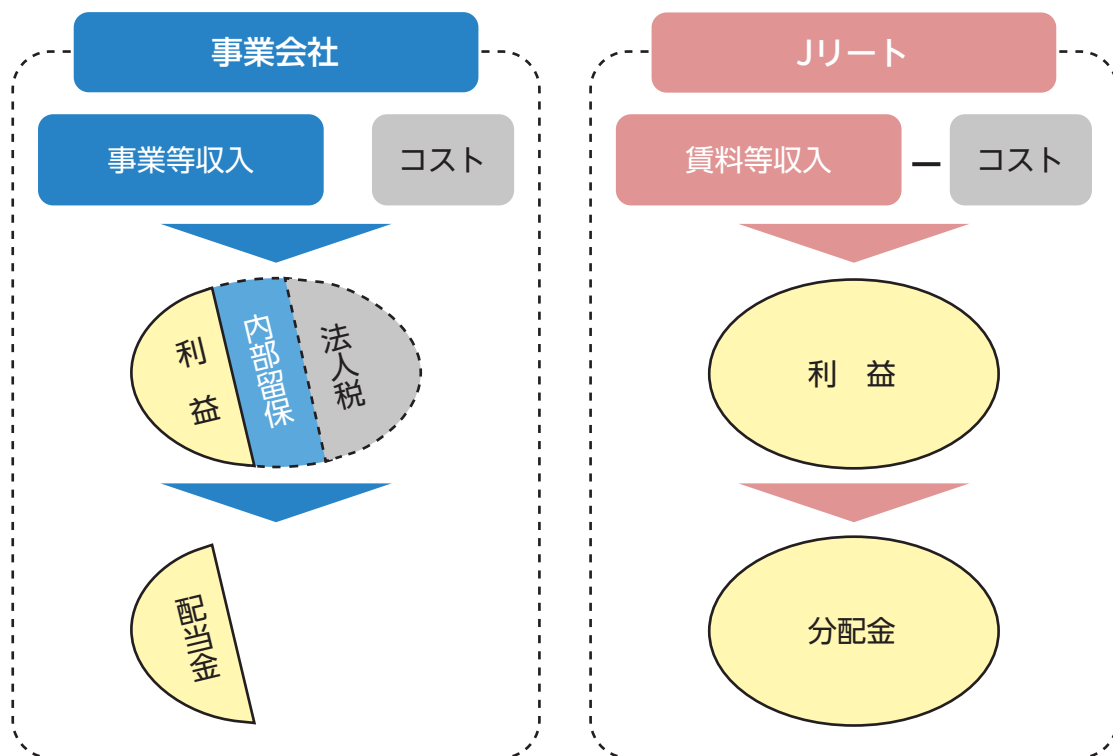 事業会社
事業等収入
コスト
利益
内部留保
法人税
配当金
Jリート
賃料等収入 ー コスト
利 益
分配金